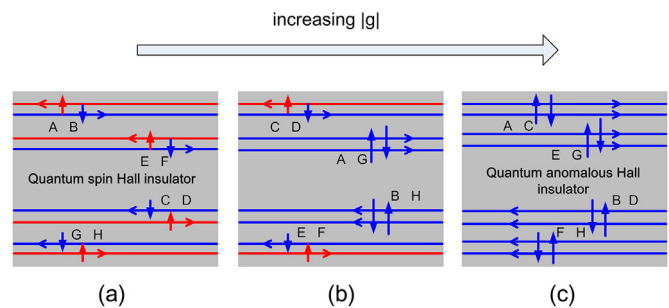 increasing |g|
A B
E F
Quantum spin Hall insulator
C D
G H
C D
A G
B H
E F
A C
E G
Quantum anomalous Hall
insulator
B D
F H
(a) (b) (c)